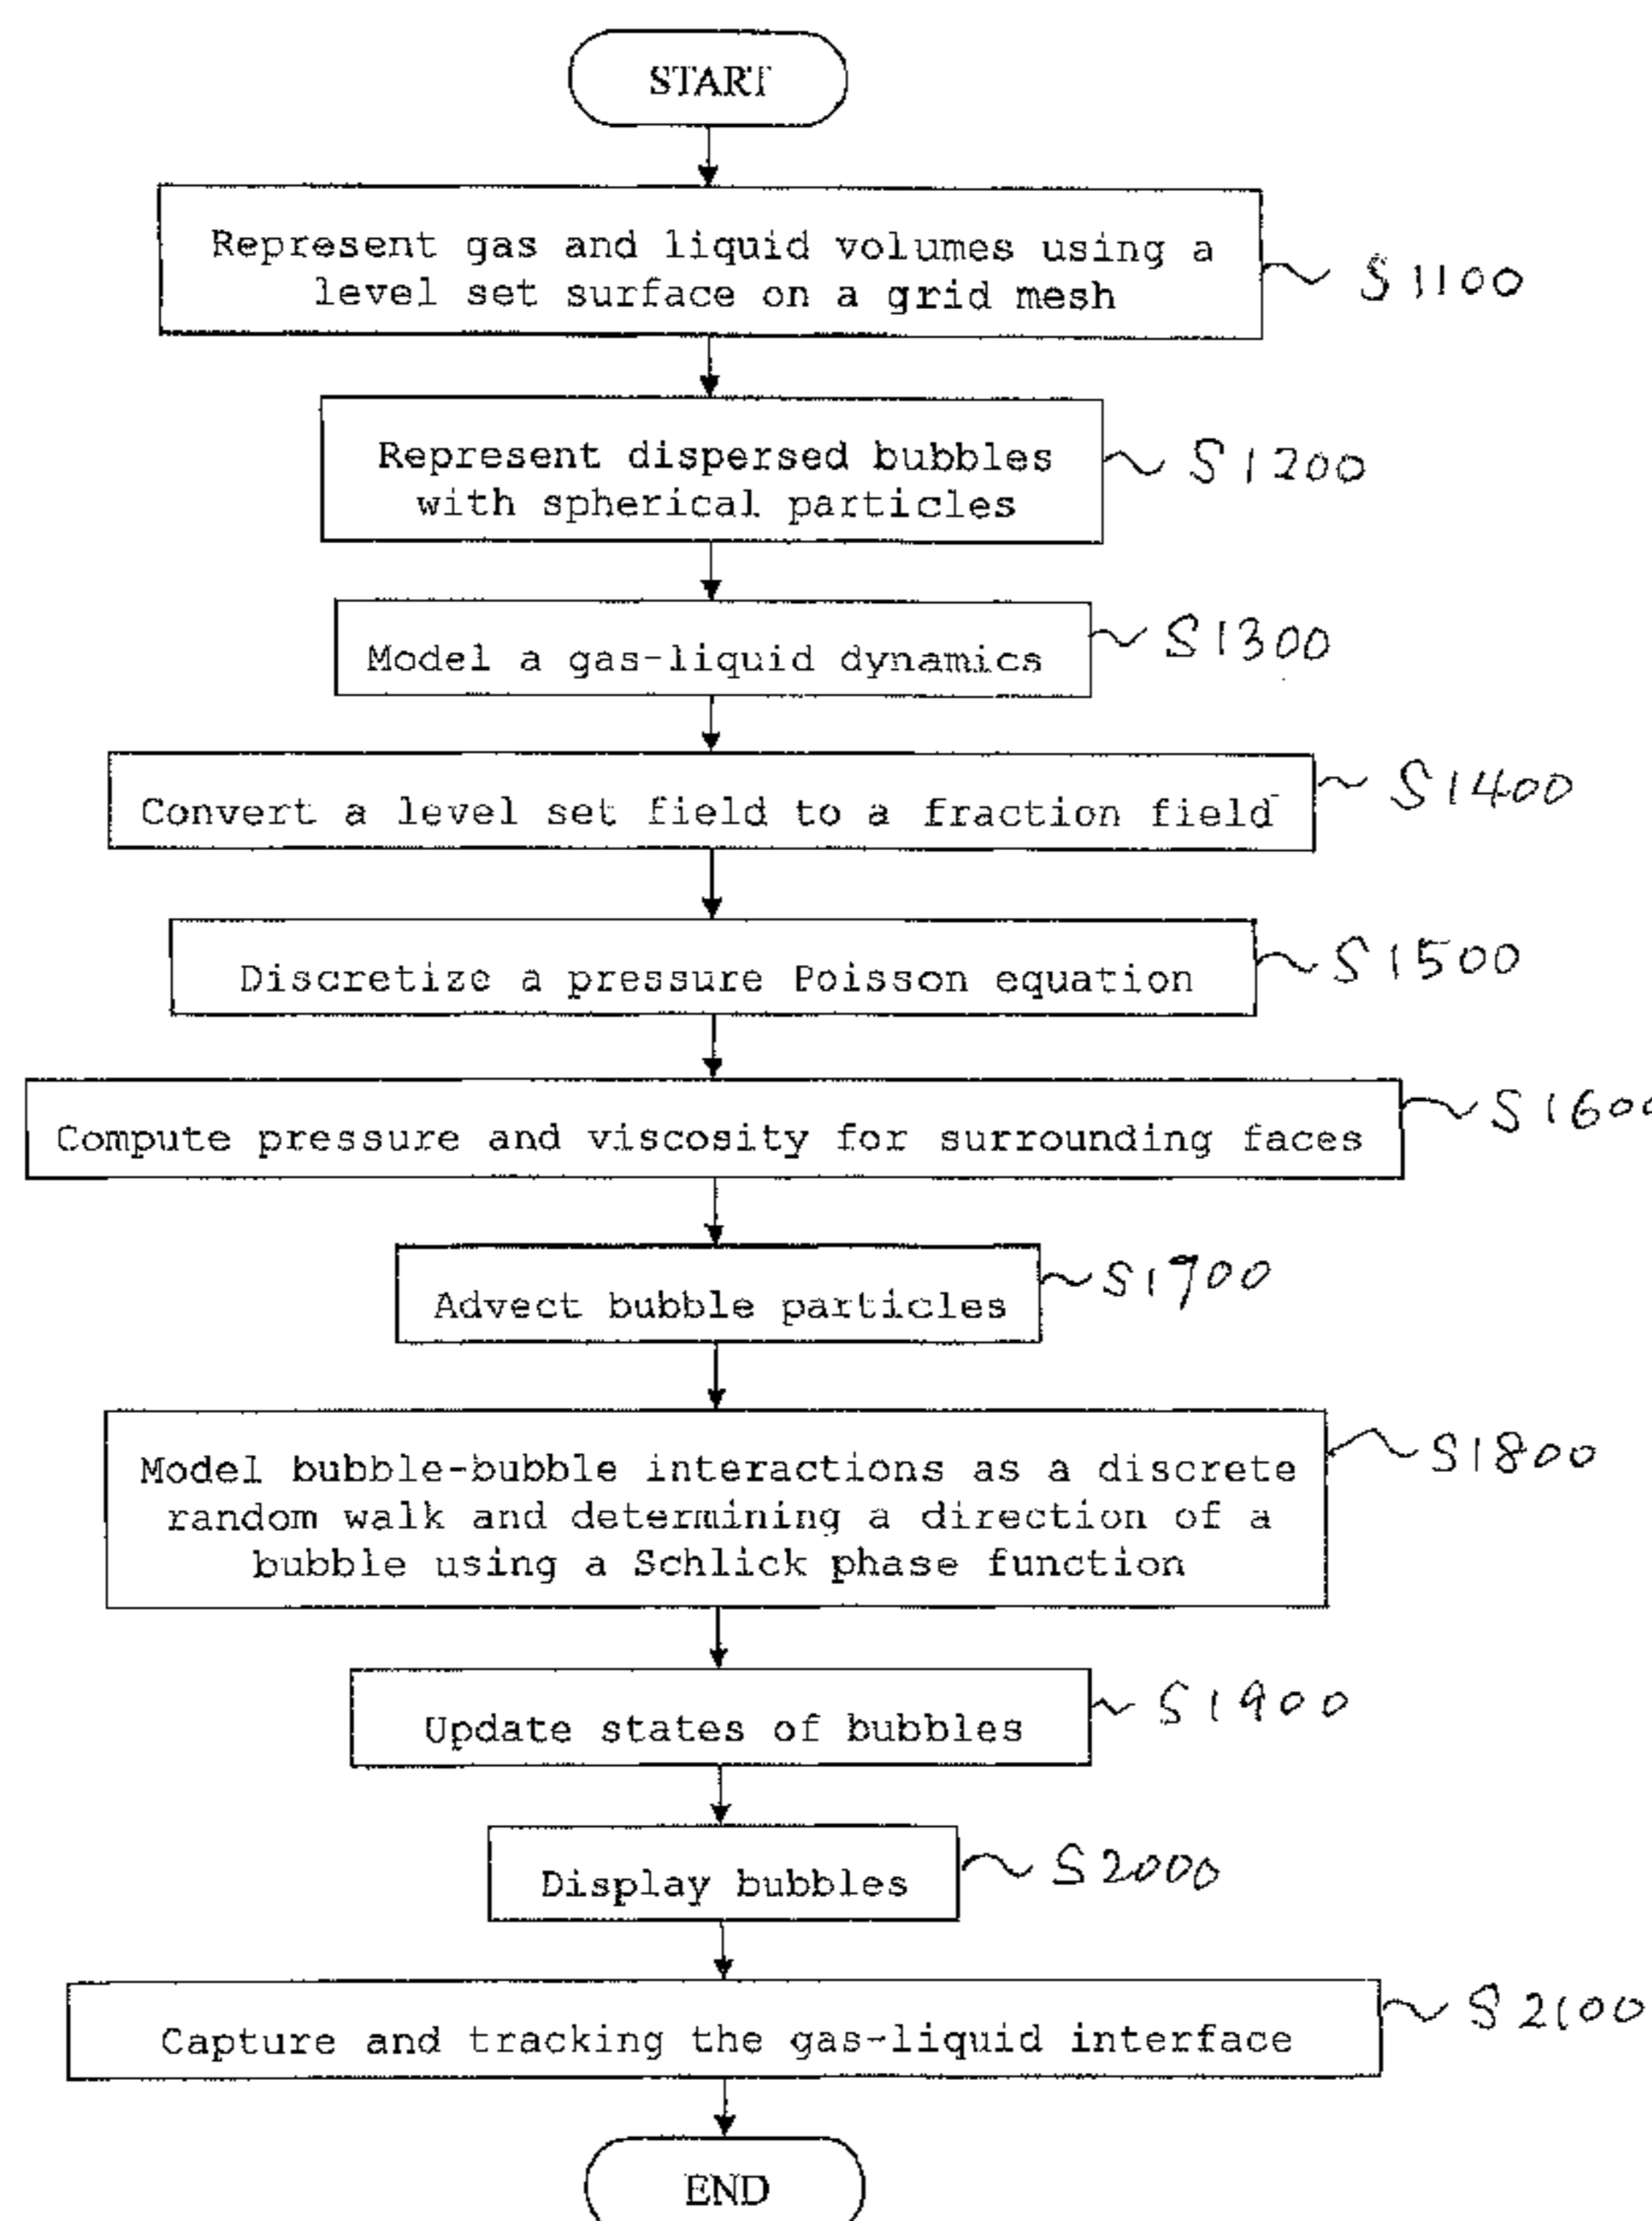 START
Represent gas and liquid volumes using a
level set surface on a grid mesh
S1100
Represent dispersed bubbles
with spherical particles
S1200
Model a gas-liquid dynamics
S1300
Convert a level set field to a fraction field
S1400
Discretize a pressure Poisson equation
S1500
Compute pressure and viscosity for surrounding faces
S1600
Advect bubble particles
S1700
Model bubble-bubble interactions as a discrete
random walk and determining a direction of a
bubble using a Schlick phase function
S1800
Update states of bubbles
S1900
Display bubbles
S2000
Capture and tracking the gas-liquid interface
S2100
END